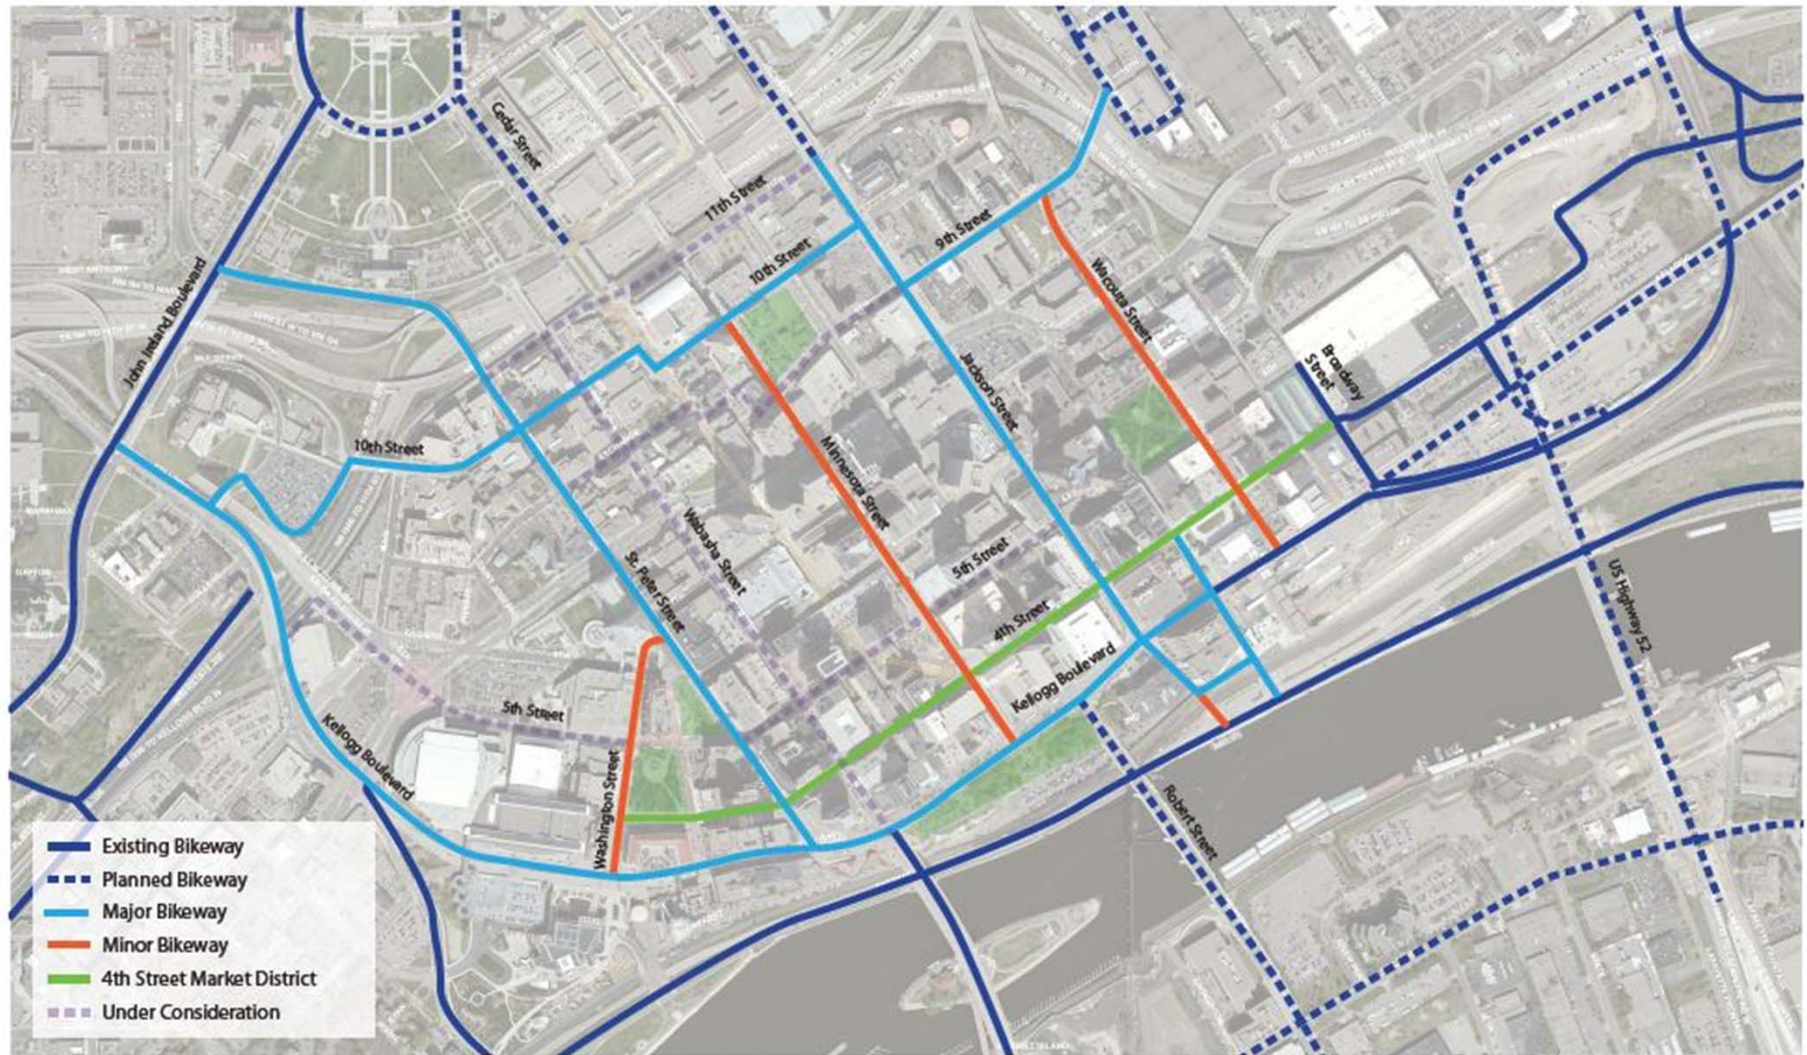 Cedar Street
11th Street
10th Street
9th Street
John Ireland Boulevard
Wacouta Street
Broadway
Street
Jackson Street
10th Street
Minnesota Street
Wabasha Street
5th Street
St. Peter Street
4th Street
US Highway 52
Kellogg Boulevard
5th Street
Kellogg Boulevard
Washington Street
Robert Street
Existing Bikeway
Planned Bikeway
Major Bikeway
Minor Bikeway
4th Street Market District
Under Consideration